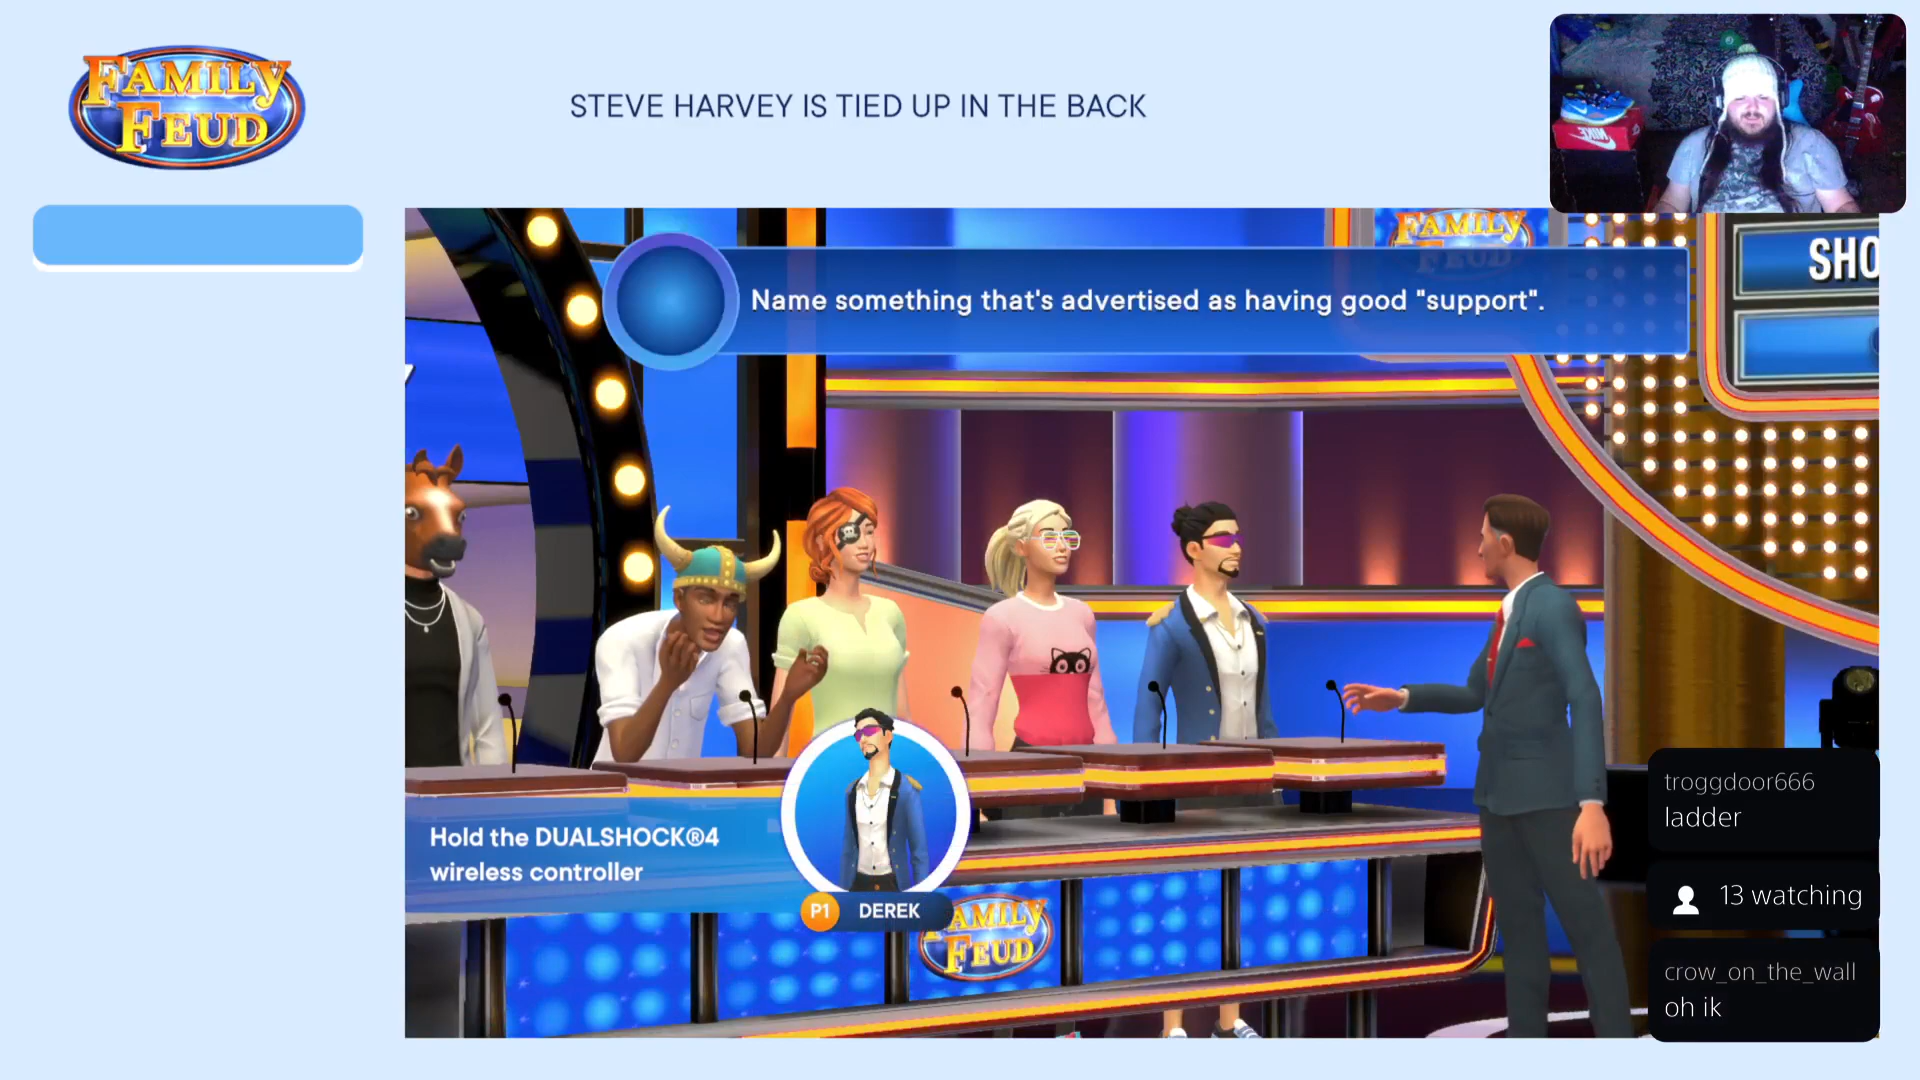 FAMILY
FEUD
STEVE HARVEY IS TIED UP IN THE BACK
NIKE
FAMILY
FEUD
SHO
Name something that's advertised as having good "support".
Hold the DUALSHOCK®4
wireless controller
P1 DEREK
FAMILY
FEUD
troggdoor666
ladder
13 watching
crow_on_the_wall
oh ik